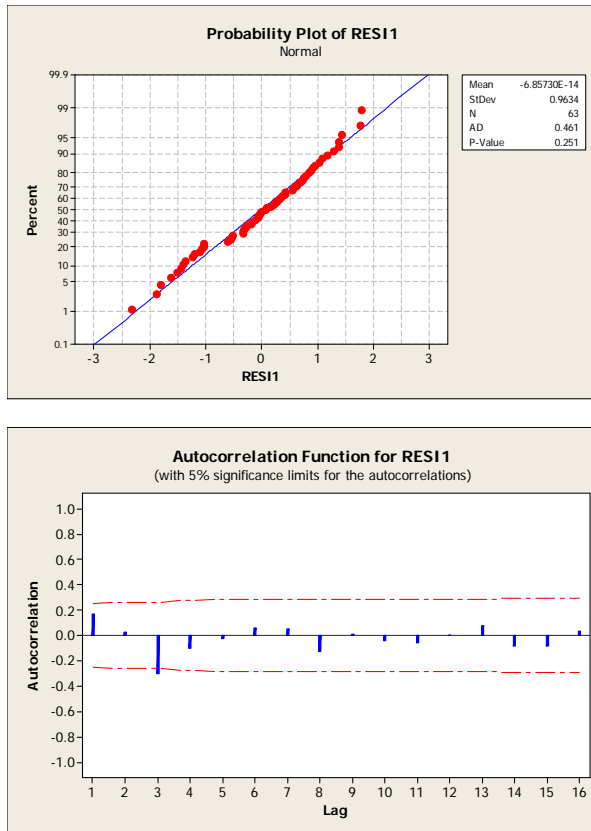 Probability Plot of RESI1
Normal
99.9
99
95
90
80
70
60
50
40
30
20
10
5
1
0.1
Percent
-3 -2 -1 0 1 2 3
RESI1
Mean -6.85730E-14
StDev 0.9634
N 63
AD 0.461
P-Value 0.251
Autocorrelation Function for RESI1
(with 5% significance limits for the autocorrelations)
1.0
0.8
0.6
0.4
0.2
0.0
-0.2
-0.4
-0.6
-0.8
-1.0
Autocorrelation
1 2 3 4 5 6 7 8 9 10 11 12 13 14 15 16
Lag